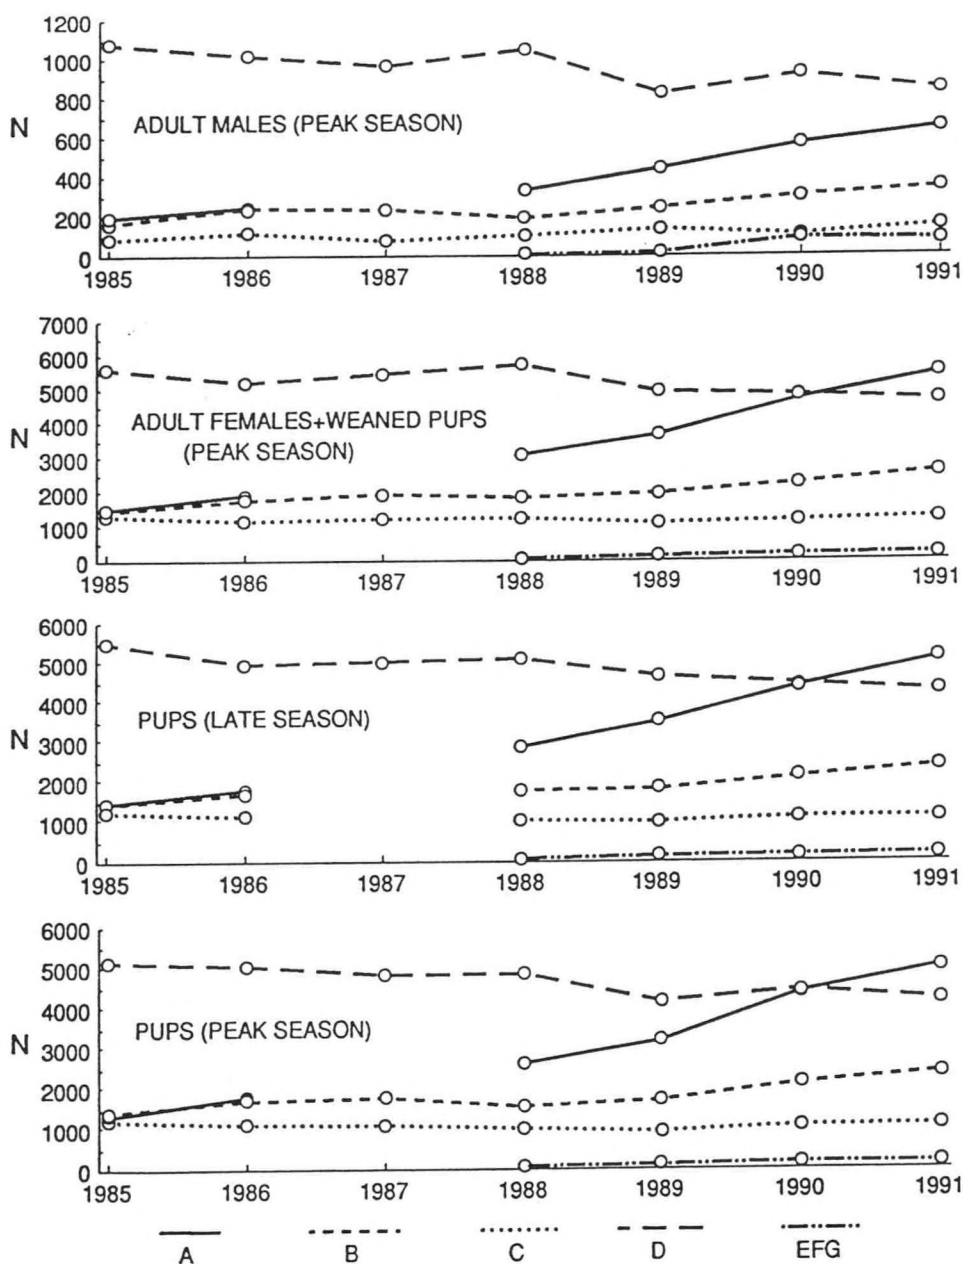 1200
1000
800
N
ADULT MALES (PEAK SEASON)
600
400
200
0
1985 1986 1987 1988 1989 1990 1991
7000
6000
5000
ADULT FEMALES+WEANED PUPS
N
4000
(PEAK SEASON)
3000
2000
1000
0
1985 1986 1987 1988 1989 1990 1991
6000
5000
4000
PUPS (LATE SEASON)
N
3000
2000
1000
0
1985 1986 1987 1988 1989 1990 1991
6000
5000
4000
PUPS (PEAK SEASON)
N
3000
2000
1000
0
1985 1986 1987 1988 1989 1990 1991
A B C D EFG